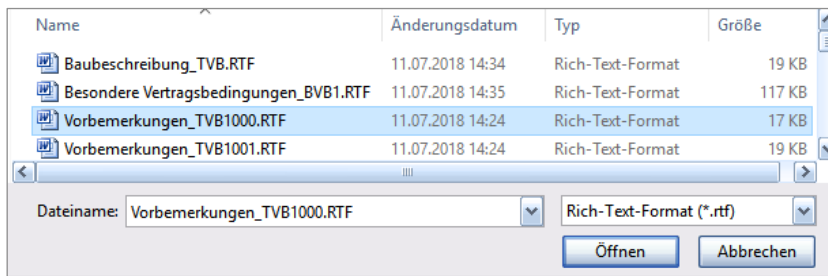 Name Änderungsdatum Typ Größe
Baubeschreibung_TVB.RTF 11.07.2018 14:34 Rich-Text-Format 19 KB
Besondere Vertragsbedingungen_BVB1.RTF 11.07.2018 14:35 Rich-Text-Format 117 KB
Vorbemerkungen_TVB1000.RTF 11.07.2018 14:24 Rich-Text-Format 17 KB
Vorbemerkungen_TVB1001.RTF 11.07.2018 14:24 Rich-Text-Format 19 KB
Dateiname: Vorbemerkungen_TVB1000.RTF Rich-Text-Format (*.rtf)
Öffnen Abbrechen